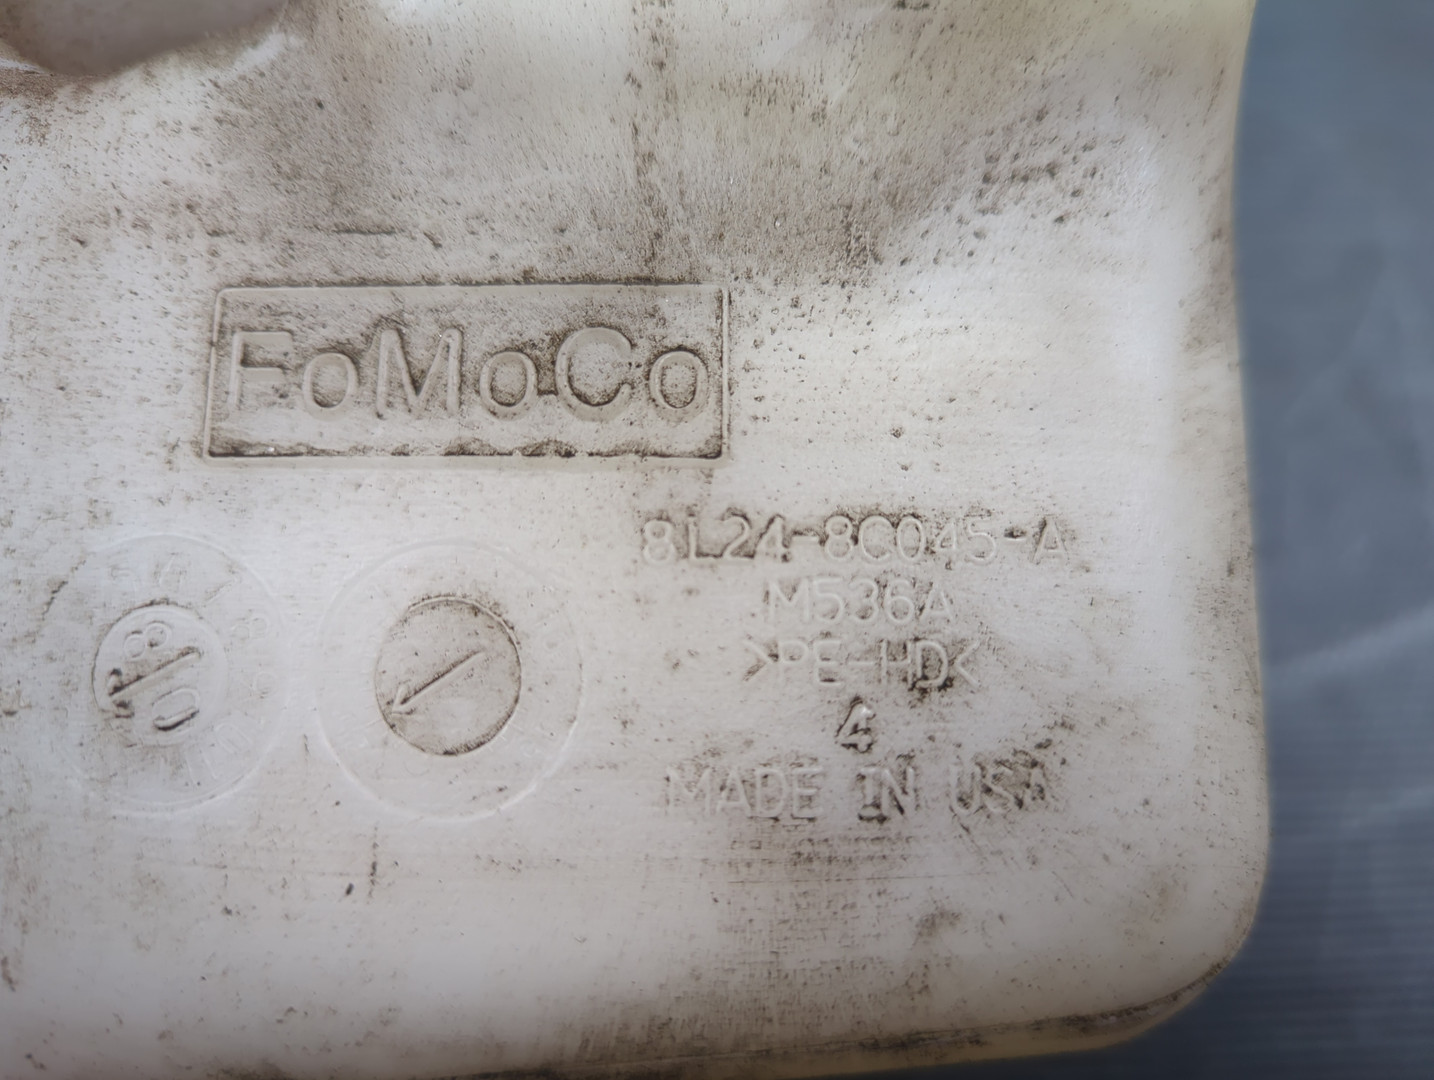 FoMoCo
8L24-8C045-A
M536A
>PE-HD<
4
MADE IN USA